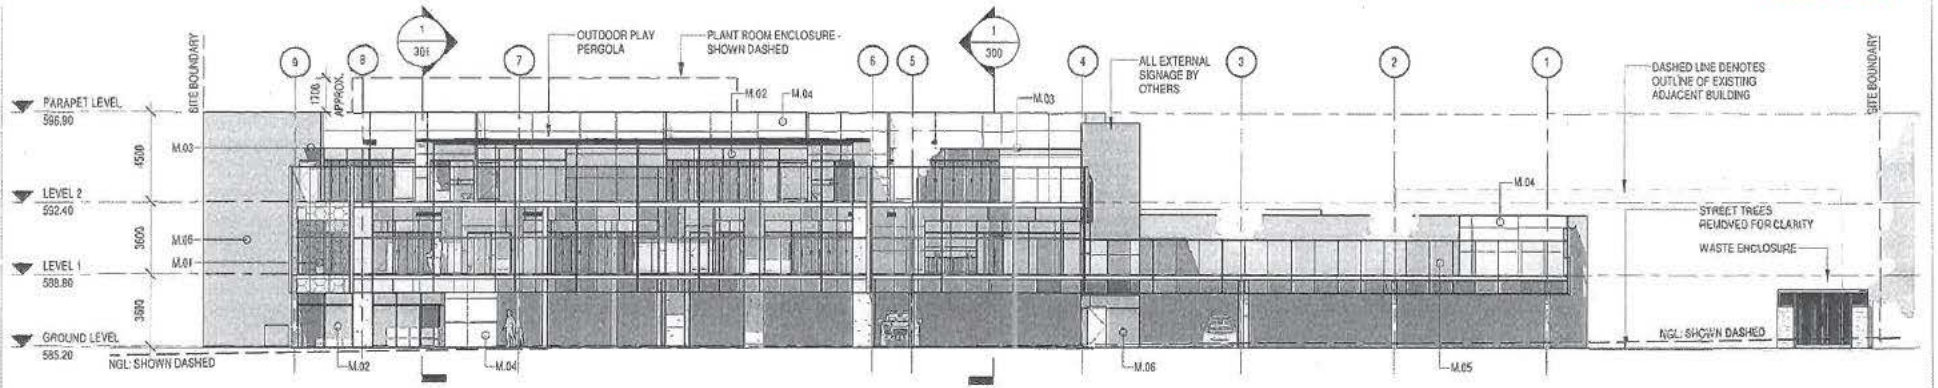 SITE BOUNDARY
9
8
1
301
7
OUTDOOR PLAY
PERGOLA
PLANT ROOM ENCLOSURE -
SHOWN DASHED
6
5
1
300
4
ALL EXTERNAL
SIGNAGE BY
OTHERS
3
2
1
DASHED LINE DENOTES
OUTLINE OF EXISTING
ADJACENT BUILDING
SITE BOUNDARY
1700
APPROX.
M.02
M.04
M.03
PARAPET LEVEL
596.90
4500
M.03
LEVEL 2
592.40
M.04
STREET TREES
REMOVED FOR CLARITY
3600
M.05
WASTE ENCLOSURE
M.01
LEVEL 1
588.80
GROUND LEVEL
585.20
NGL: SHOWN DASHED
NGL: SHOWN DASHED
M.02
M.04
M.06
M.05